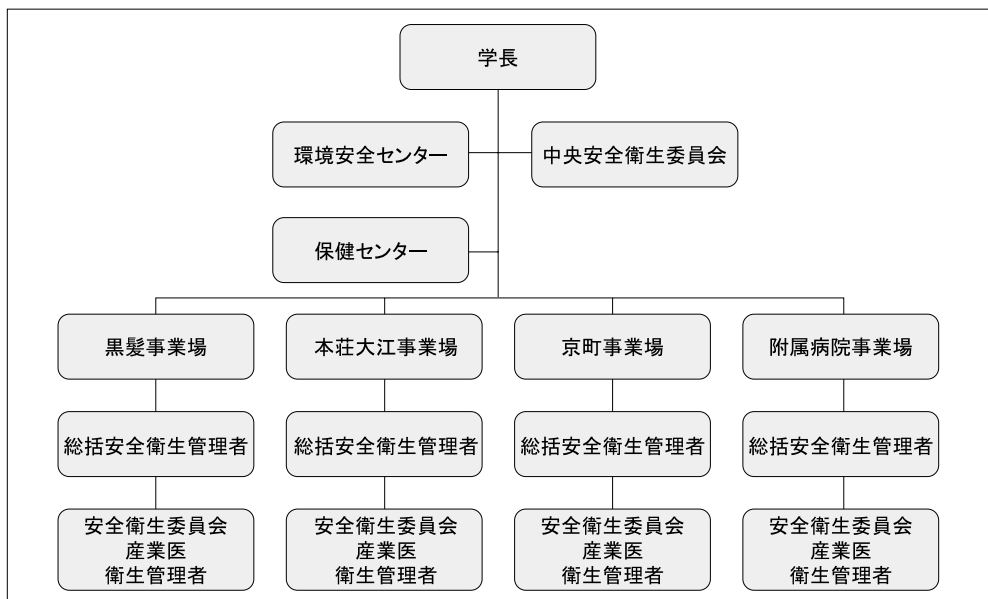 学長
環境安全センター
中央安全衛生委員会
保健センター
黒髪事業場
本荘大江事業場
京町事業場
附属病院事業場
総括安全衛生管理者
総括安全衛生管理者
総括安全衛生管理者
総括安全衛生管理者
安全衛生委員会
産業医
衛生管理者
安全衛生委員会
産業医
衛生管理者
安全衛生委員会
産業医
衛生管理者
安全衛生委員会
産業医
衛生管理者